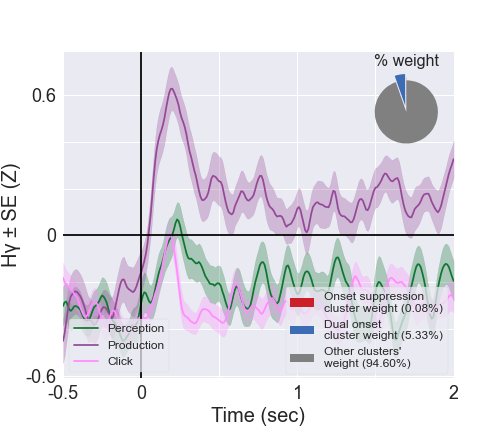 % weight
0.6
0
-0.6
Hγ ± SE (Z)
Perception
Production
Click
Onset suppression
cluster weight (0.08%)
Dual onset
cluster weight (5.33%)
Other clusters'
weight (94.60%)
-0.5
0
1
2
Time (sec)